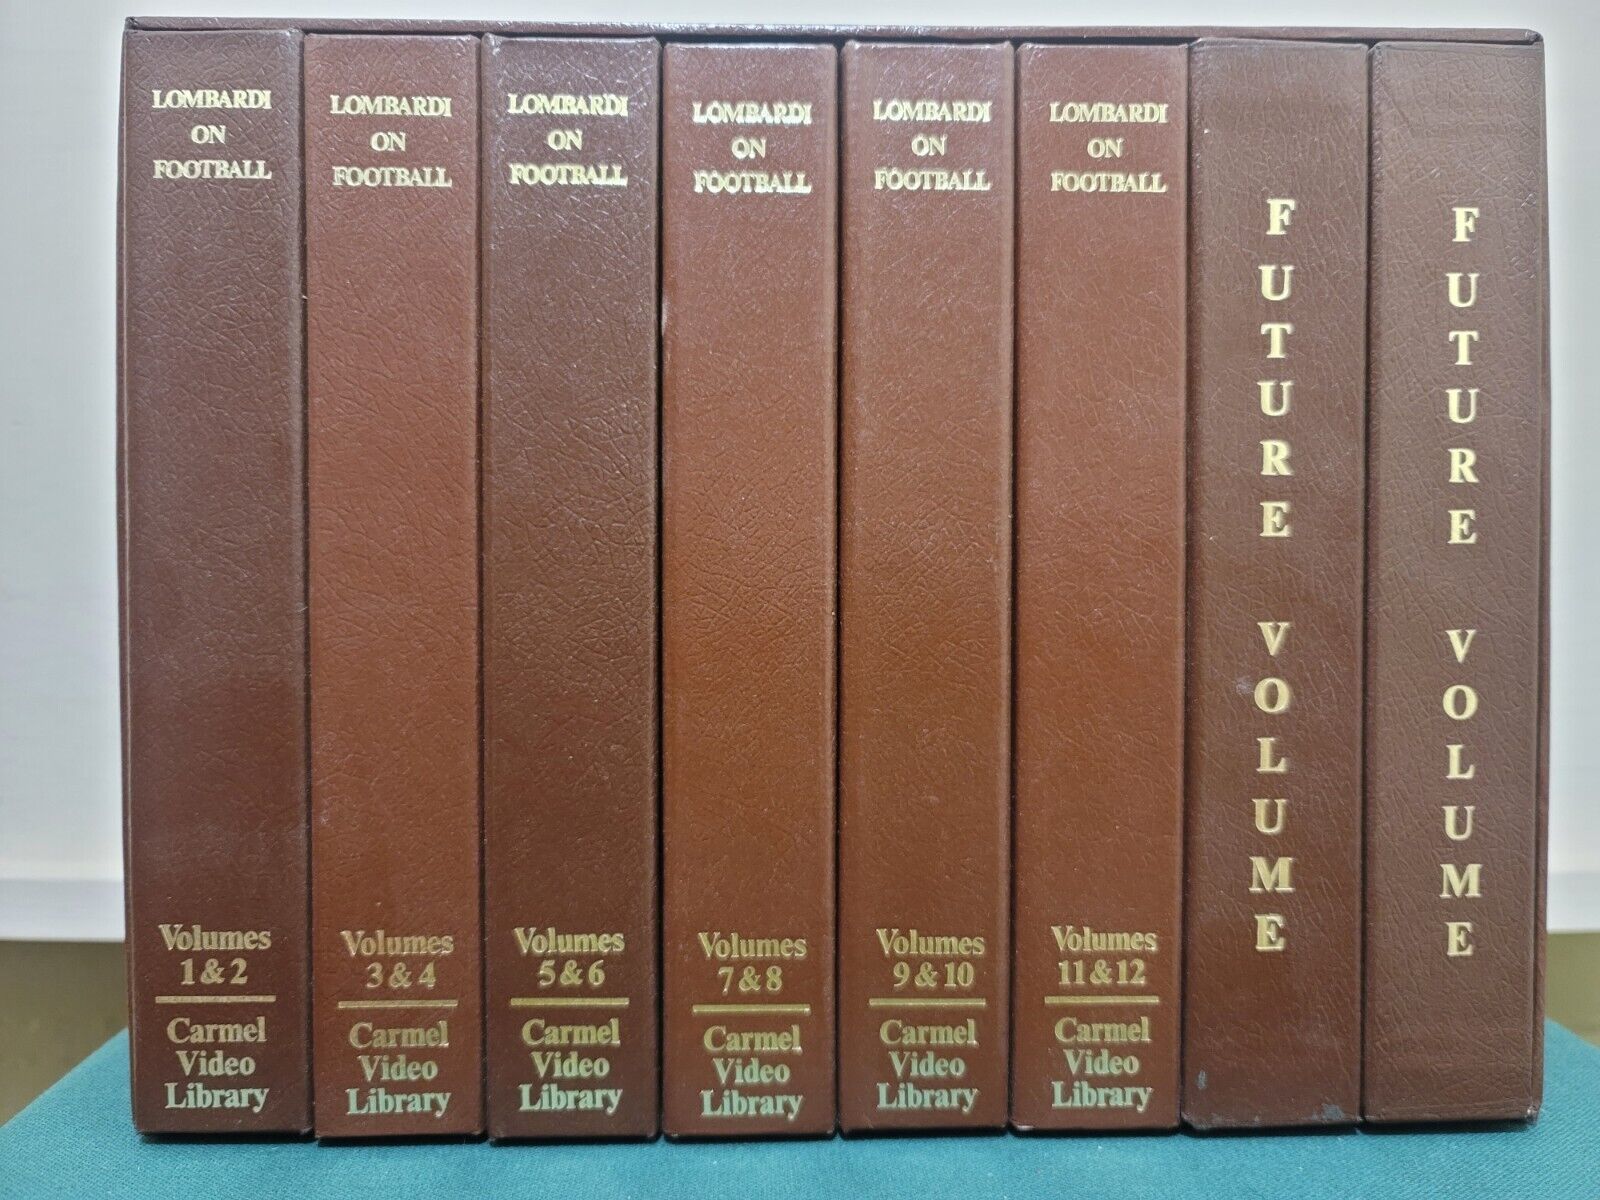 LOMBARDI
ON
FOOTBALL
Volumes
1 & 2
Carmel
Video
Library
LOMBARDI
ON
FOOTBALL
Volumes
3 & 4
Carmel
Video
Library
LOMBARDI
ON
FOOTBALL
Volumes
5 & 6
Carmel
Video
Library
LOMBARDI
ON
FOOTBALL
Volumes
7 & 8
Carmel
Video
Library
LOMBARDI
ON
FOOTBALL
Volumes
9 & 10
Carmel
Video
Library
LOMBARDI
ON
FOOTBALL
Volumes
11 & 12
Carmel
Video
Library
FUTURE VOLUME
FUTURE VOLUME